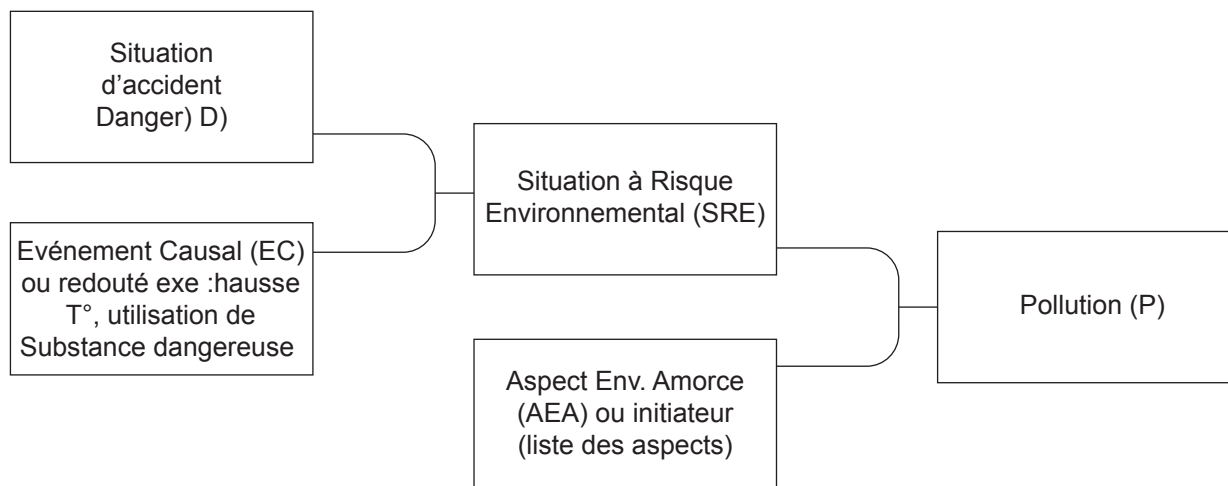 Situation
d’accident
Danger) D)
Evénement Causal (EC)
ou redouté exe :hausse
T°, utilisation de
Substance dangereuse
Situation à Risque
Environnemental (SRE)
Aspect Env. Amorce
(AEA) ou initiateur
(liste des aspects)
Pollution (P)